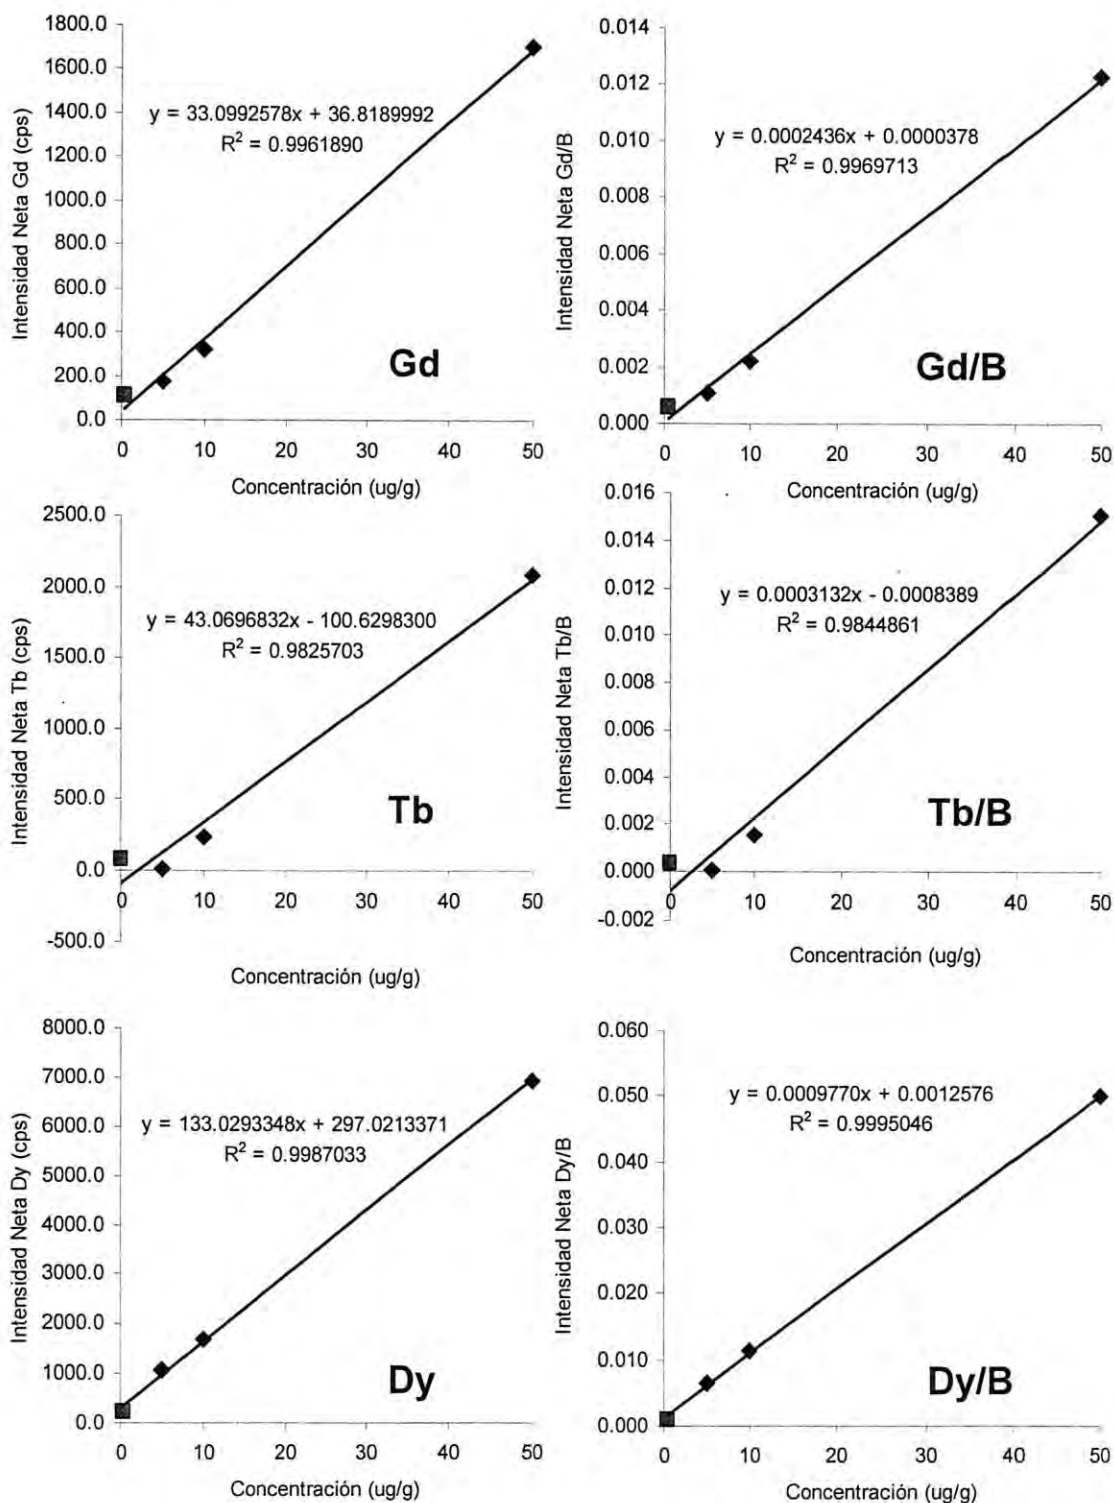 Intensidad Neta Gd (cps)
1800.0
1600.0
1400.0
1200.0
1000.0
800.0
600.0
400.0
200.0
0.0
y = 33.0992578x + 36.8189992
R² = 0.9961890
Gd
0 10 20 30 40 50
Concentración (ug/g)
Intensidad Neta Gd/B
0.014
0.012
0.010
0.008
0.006
0.004
0.002
0.000
y = 0.0002436x + 0.0000378
R² = 0.9969713
Gd/B
0 10 20 30 40 50
Concentración (ug/g)
Intensidad Neta Tb (cps)
2500.0
2000.0
1500.0
1000.0
500.0
0.0
-500.0
y = 43.0696832x - 100.6298300
R² = 0.9825703
Tb
0 10 20 30 40 50
Concentración (ug/g)
Intensidad Neta Tb/B
0.016
0.014
0.012
0.010
0.008
0.006
0.004
0.002
0.000
-0.002
y = 0.0003132x - 0.0008389
R² = 0.9844861
Tb/B
0 10 20 30 40 50
Concentración (ug/g)
Intensidad Neta Dy (cps)
8000.0
7000.0
6000.0
5000.0
4000.0
3000.0
2000.0
1000.0
0.0
y = 133.0293348x + 297.0213371
R² = 0.9987033
Dy
0 10 20 30 40 50
Concentración (ug/g)
Intensidad Neta Dy/B
0.060
0.050
0.040
0.030
0.020
0.010
0.000
y = 0.0009770x + 0.0012576
R² = 0.9995046
Dy/B
0 10 20 30 40 50
Concentración (ug/g)